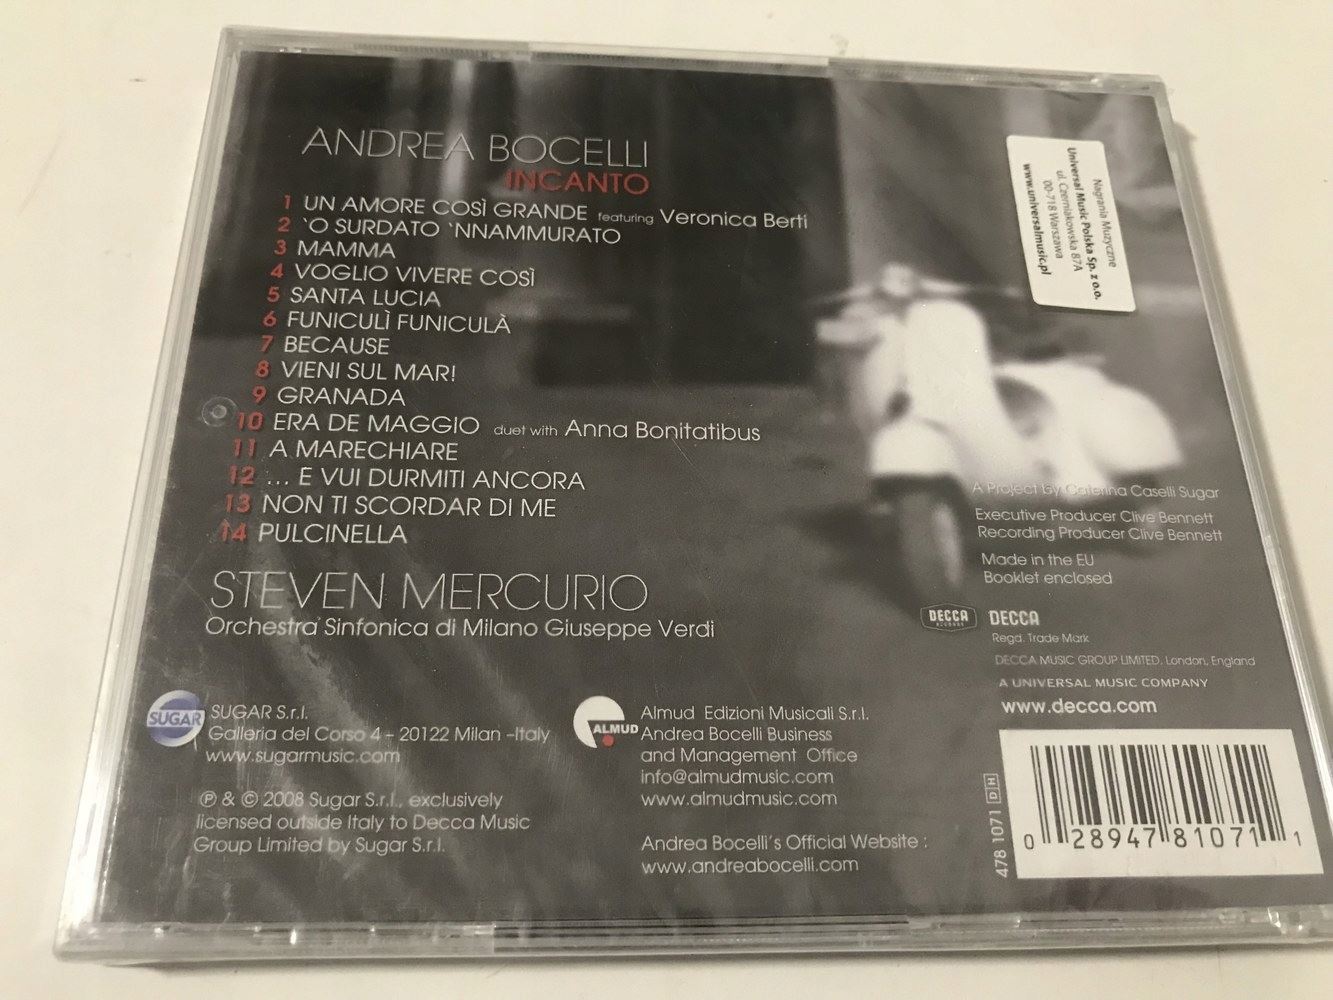 ANDREA BOCELLI
INCANTO
1 UN AMORE COSÌ GRANDE featuring Veronica Berti
2 ‘O SURDATO ‘NNAMMURATO
3 MAMMA
4 VOGLIO VIVERE COSÌ
5 SANTA LUCIA
6 FUNICULÌ FUNICULÀ
7 BECAUSE
8 VIENI SUL MAR!
9 GRANADA
10 ERA DE MAGGIO duet with Anna Bonitatibus
11 A MARECHIARE
12 ... E VUI DURMITI ANCORA
13 NON TI SCORDAR DI ME
14 PULCINELLA
STEVEN MERCURIO
Orchestra Sinfonica di Milano Giuseppe Verdi
SUGAR
SUGAR S.r.l.
Galleria del Corso 4 – 20122 Milan –Italy
www.sugarmusic.com
℗ & © 2008 Sugar S.r.l., exclusively
licensed outside Italy to Decca Music
Group Limited by Sugar S.r.l.
ALMUD
Almud Edizioni Musicali S.r.l.
Andrea Bocelli Business
and Management Office
info@almudmusic.com
www.almudmusic.com
Andrea Bocelli's Official Website :
www.andreabocelli.com
Nagrania Muzyczne
Universal Music Polska Sp. z o.o.
ul. Czerniakowska 87A
00-718 Warszawa
www.universalmusic.pl
A Project by Caterina Caselli Sugar
Executive Producer Clive Bennett
Recording Producer Clive Bennett
Made in the EU
Booklet enclosed
DECCA
RECORDS
DECCA
Regd. Trade Mark
DECCA MUSIC GROUP LIMITED, London, England
A UNIVERSAL MUSIC COMPANY
www.decca.com
478 1071 DH
0 28947 81071 1